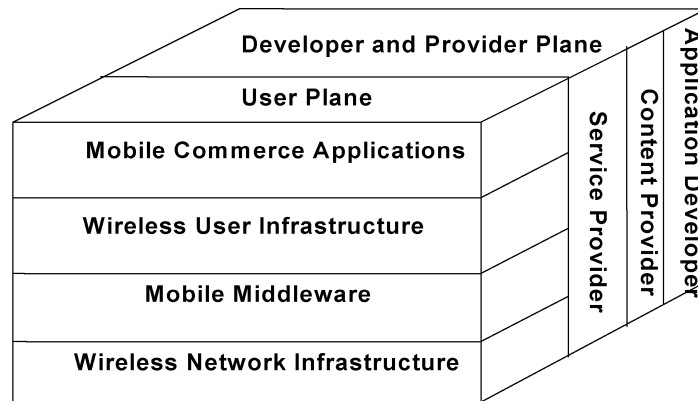 Developer and Provider Plane
User Plane
Mobile Commerce Applications
Wireless User Infrastructure
Mobile Middleware
Wireless Network Infrastructure
Service Provider
Content Provider
Application Developer